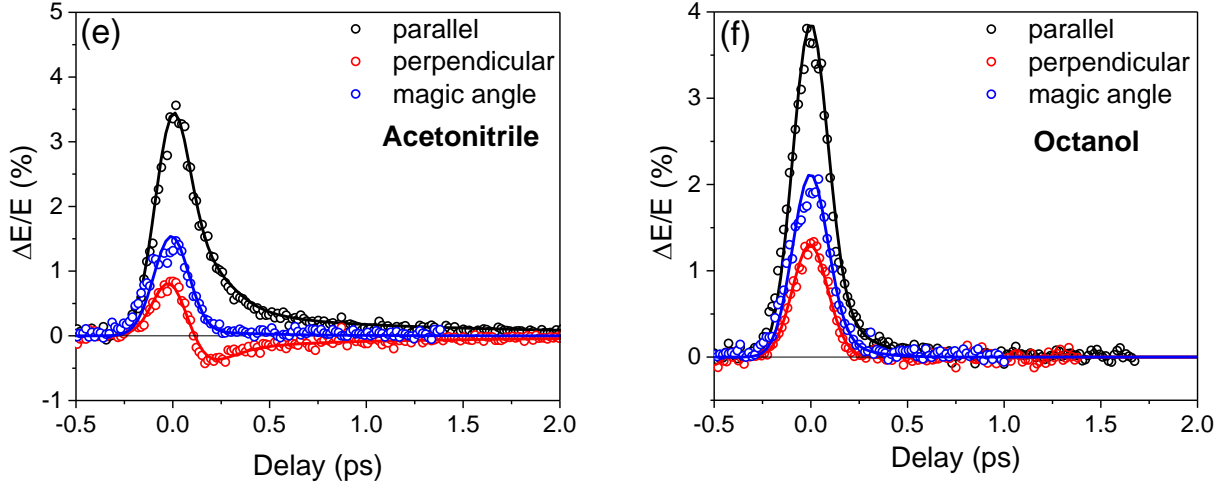 (e)
parallel
perpendicular
magic angle
Acetonitrile
ΔE/E (%)
5
4
3
2
1
0
-1
-0.5 0.0 0.5 1.0 1.5 2.0
Delay (ps)
(f)
parallel
perpendicular
magic angle
Octanol
ΔE/E (%)
4
3
2
1
0
-0.5 0.0 0.5 1.0 1.5 2.0
Delay (ps)